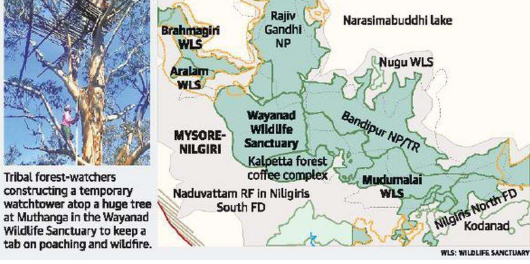 Tribal forest-watchers
constructing a temporary
watchtower atop a huge tree
at Muthanga in the Wayanad
Wildlife Sanctuary to keep a
tab on poaching and wildfire.
Brahmagiri
WLS
Aralam
WLS
Rajiv
Gandhi
NP
Narasimabuddhi lake
Nugu WLS
MYSORE-
NILGIRI
Wayanad
Wildlife
Sanctuary
Bandipur NP/TR
Kalpetta forest
coffee complex
Naduvattam RF in Niligiris
South FD
Mudumalai
WLS
Nilgiris North FD
Kodanad
WLS: WILDLIFE SANCTUARY